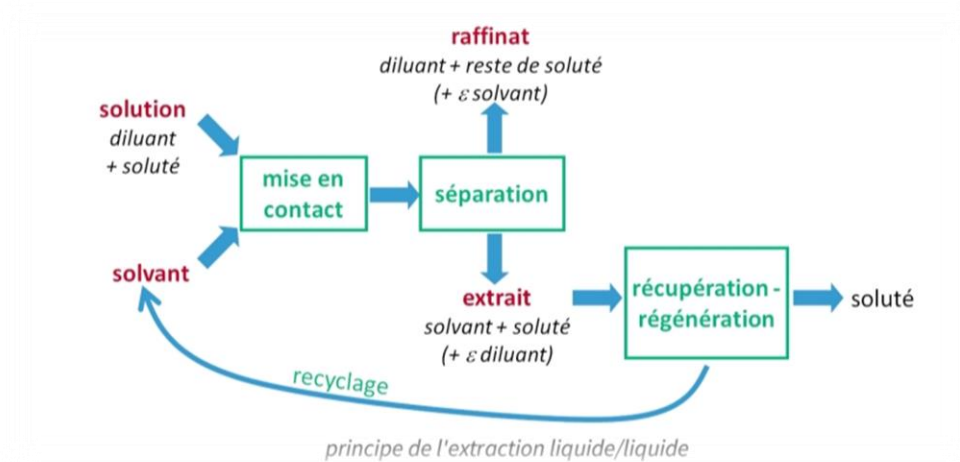 raffinat
diluant + reste de soluté
(+ ε solvant)
solution
diluant
+ soluté
mise en
contact
séparation
solvant
extrait
solvant + soluté
(+ ε diluant)
récupération -
régénération
soluté
recyclage
principe de l'extraction liquide/liquide